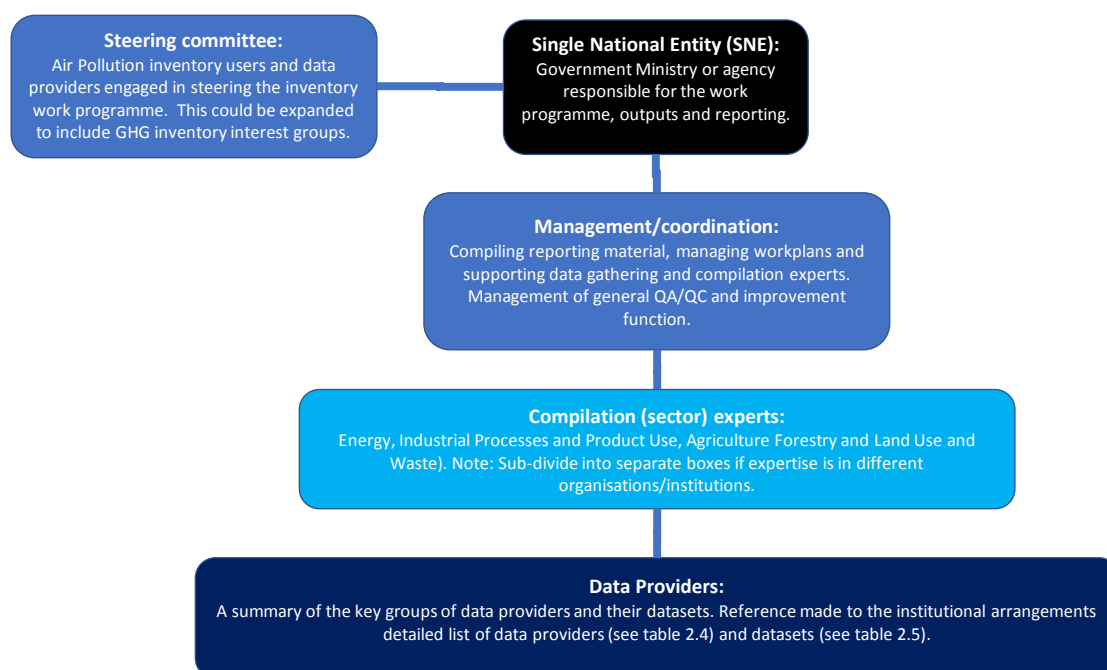 Steering committee:
Air Pollution inventory users and data
providers engaged in steering the inventory
work programme.  This could be expanded
to include GHG inventory interest groups.
Single National Entity (SNE):
Government Ministry or agency
responsible for the work
programme, outputs and reporting.
Management/coordination:
Compiling reporting material, managing workplans and
supporting data gathering and compilation experts.
Management of general QA/QC and improvement
function.
Compilation (sector) experts:
Energy, Industrial Processes and Product Use, Agriculture Forestry and Land Use and
Waste). Note: Sub-divide into separate boxes if expertise is in different
organisations/institutions.
Data Providers:
A summary of the key groups of data providers and their datasets. Reference made to the institutional arrangements
detailed list of data providers (see table 2.4) and datasets (see table 2.5).